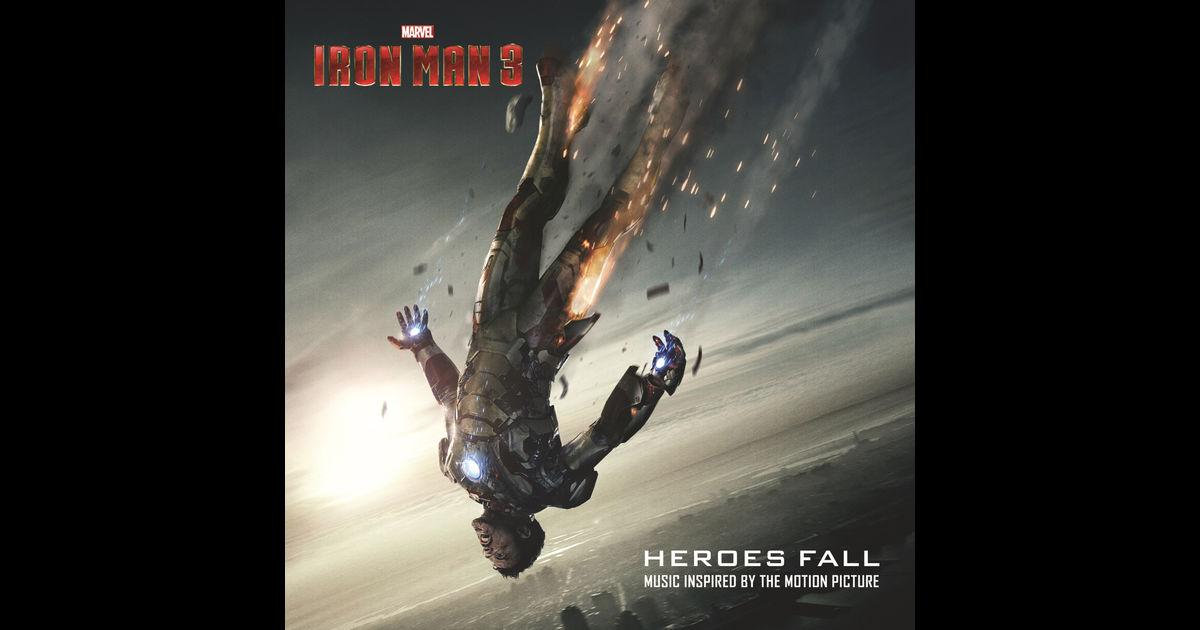 MARVEL
IRON MAN 3
HEROES FALL
MUSIC INSPIRED BY THE MOTION PICTURE